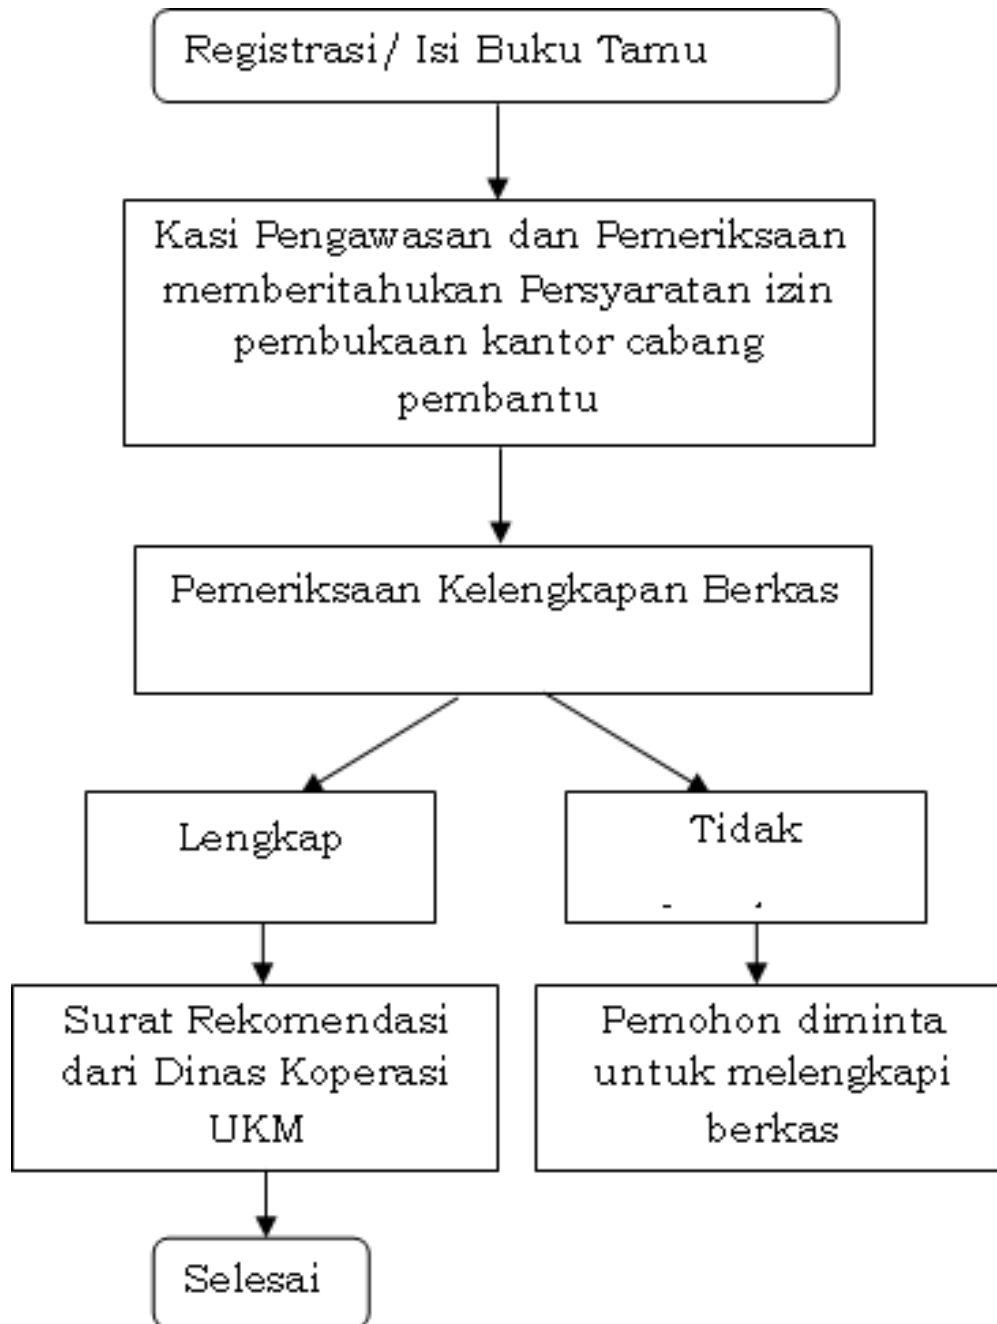 Registrasi/ Isi Buku Tamu
Kasi Pengawasan dan Pemeriksaan
memberitahukan Persyaratan izin
pembukaan kantor cabang
pembantu
Pemeriksaan Kelengkapan Berkas
Lengkap
Tidak
Surat Rekomendasi
dari Dinas Koperasi
UKM
Pemohon diminta
untuk melengkapi
berkas
Selesai